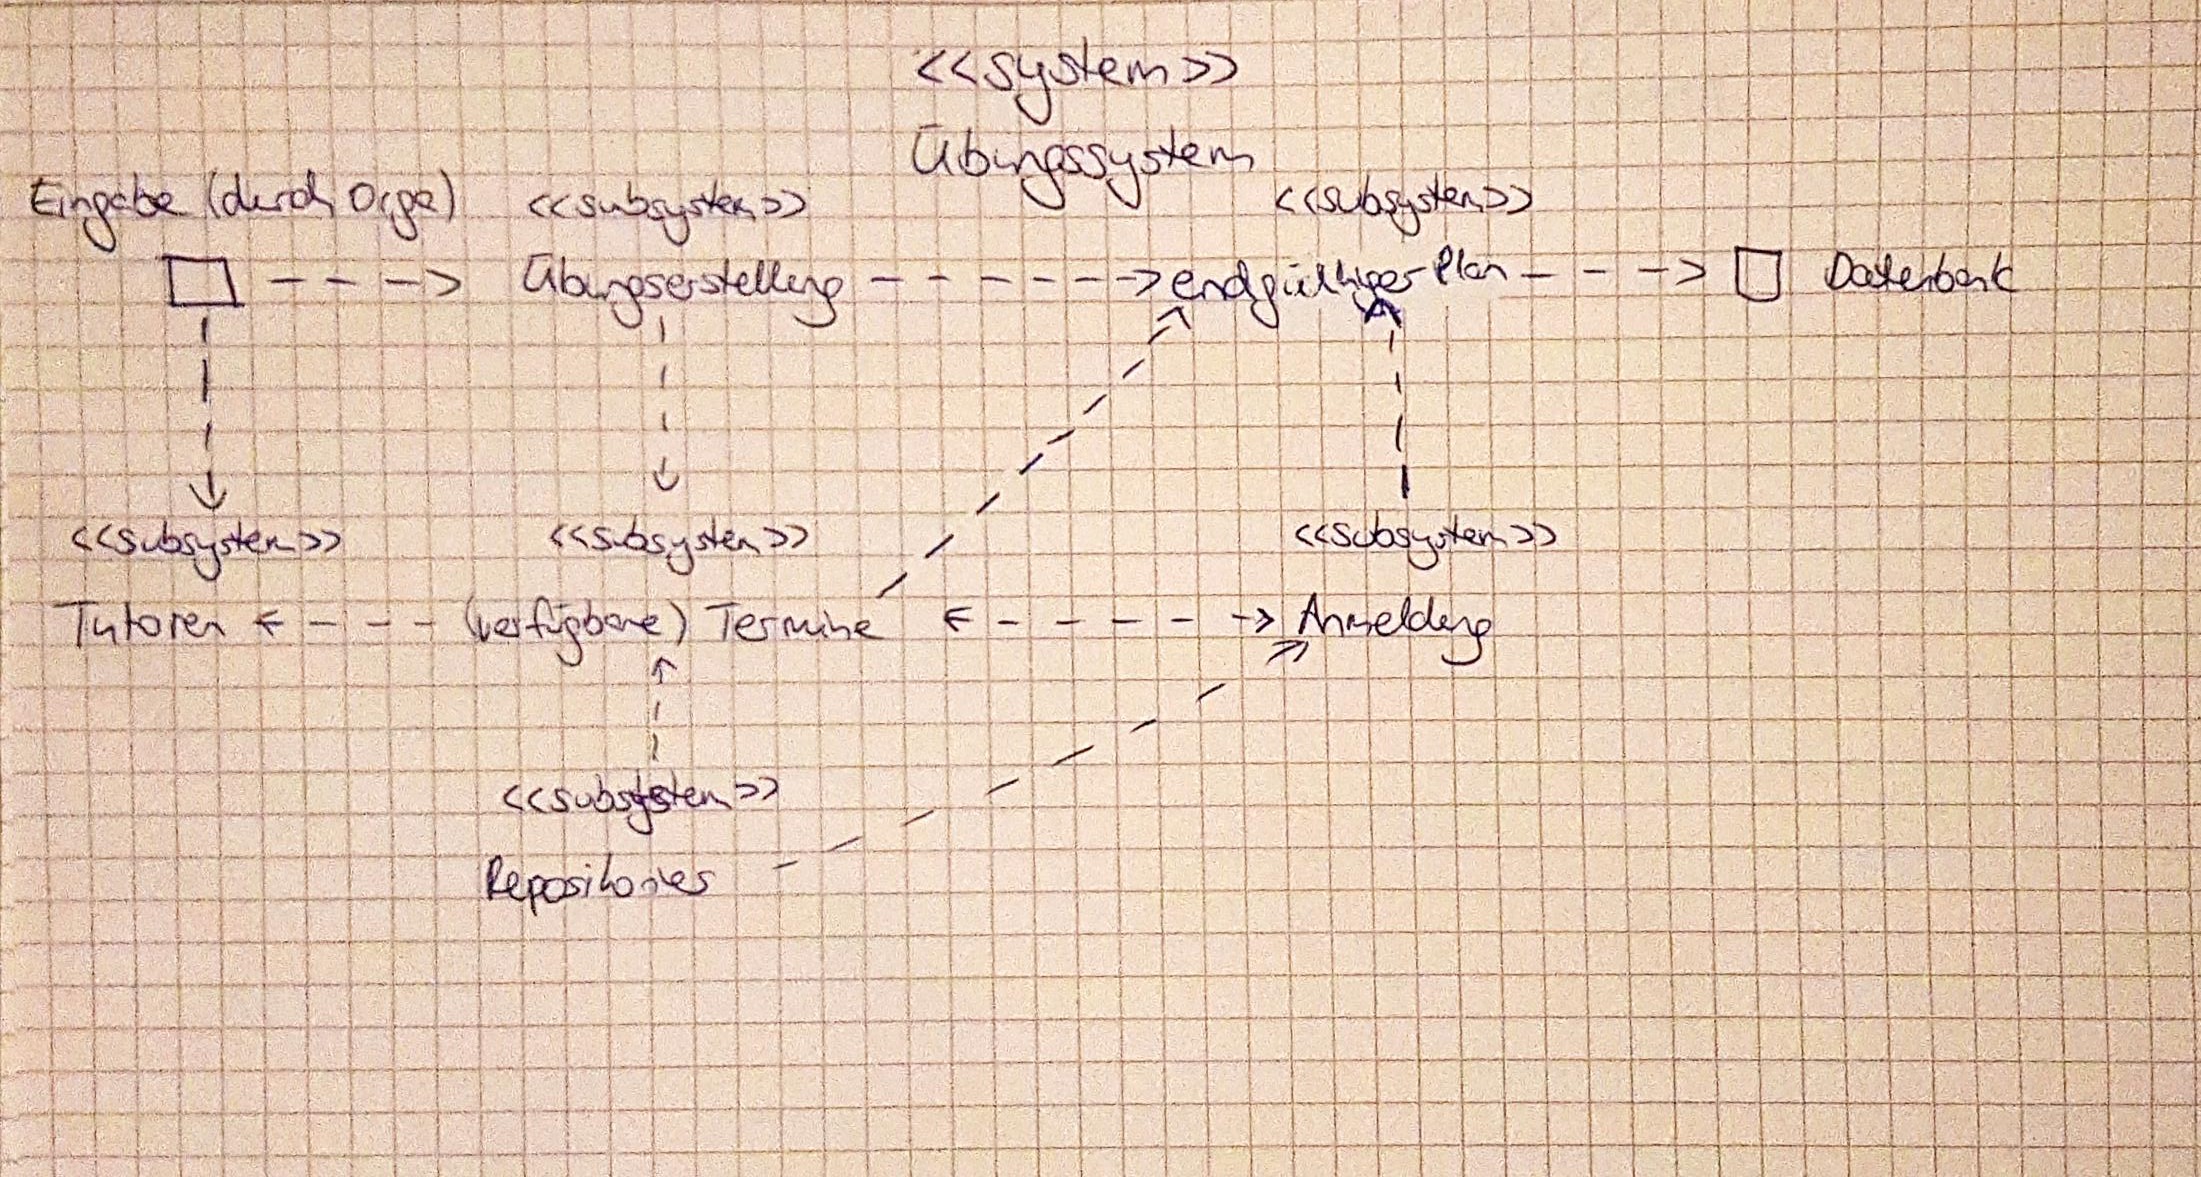 <<system>>
Übungssystem
Eingabe (durch Orga)
<<subsystem>>
<<subsystem>>
Übungserstellung
endgültiger Plan
Datenbank
<<subsystem>>
<<subsystem>>
<<subsystem>>
Tutoren
(verfügbare) Termine
Anmeldung
<<subsystem>>
Repositories